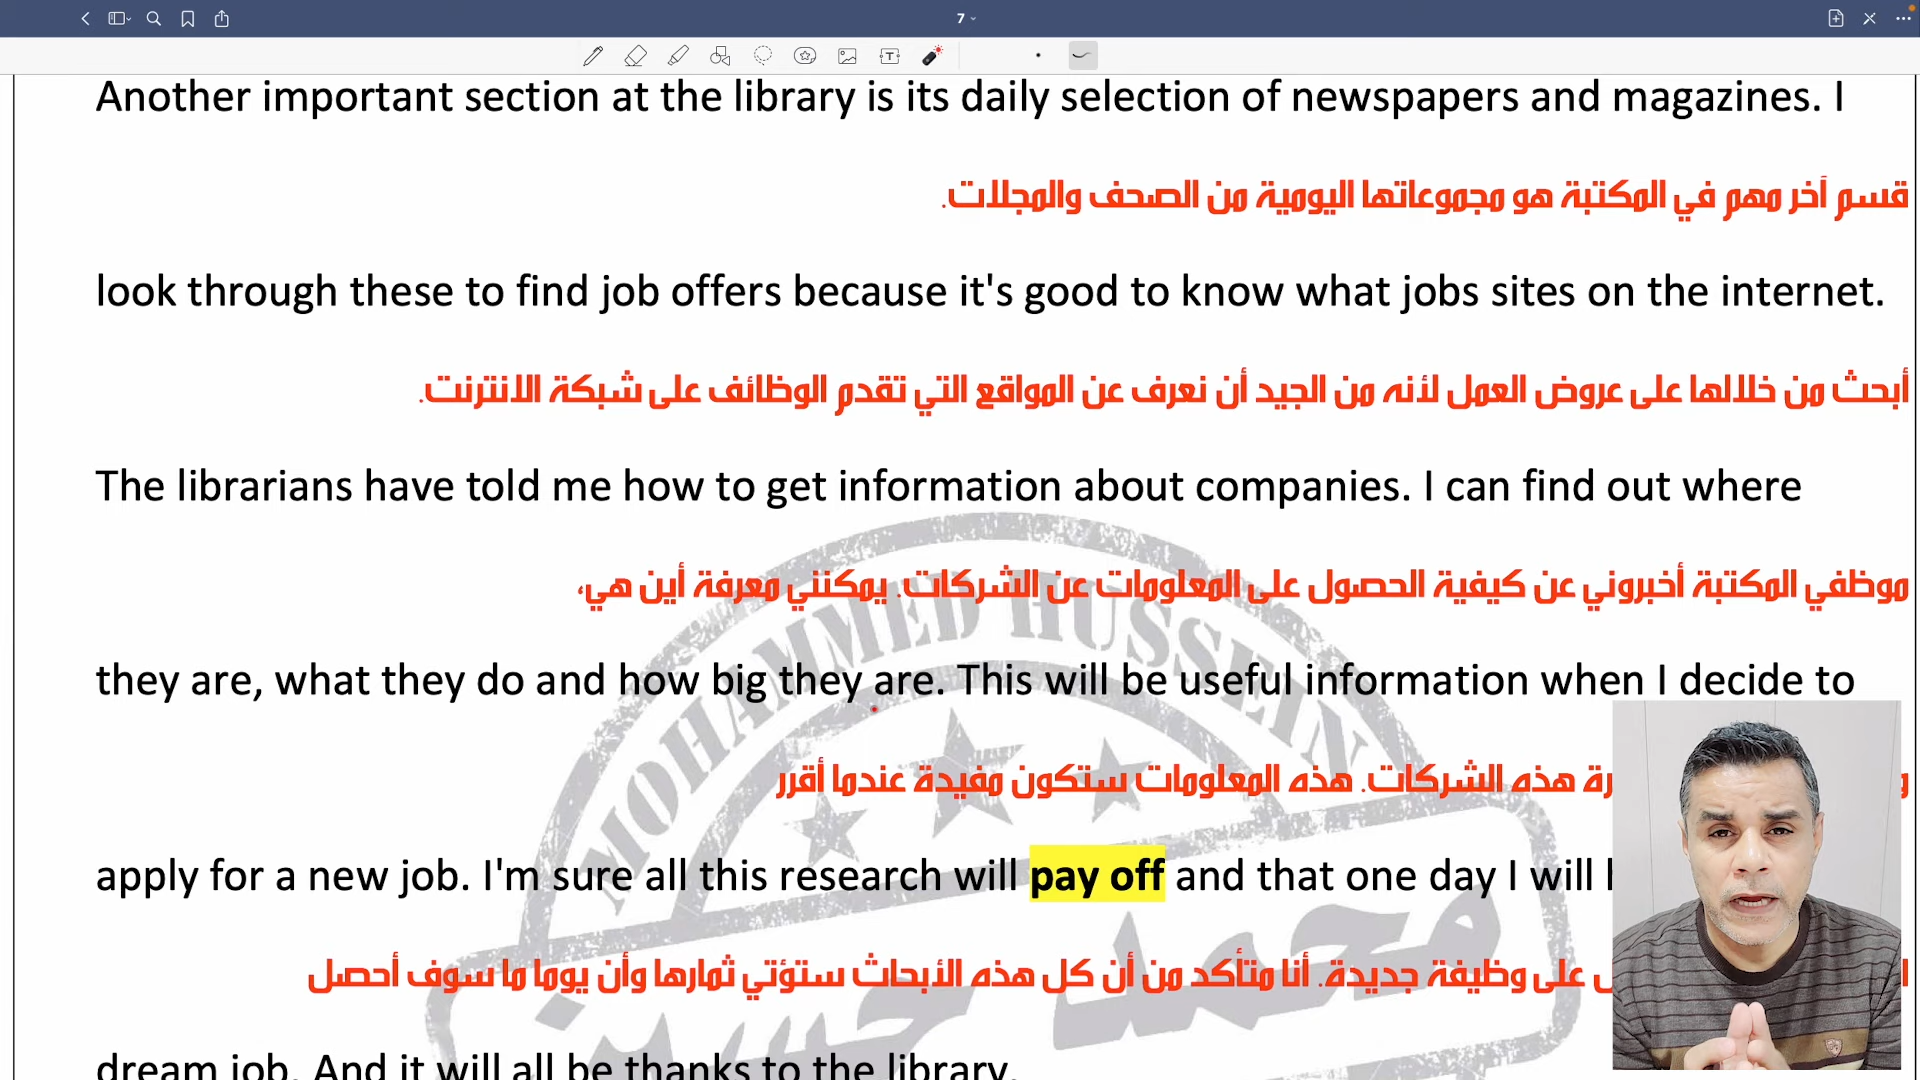 7
Another important section at the library is its daily selection of newspapers and magazines. I
قسم آخر مهم في المكتبة هو مجموعاتها اليومية من الصحف والمجلات.
look through these to find job offers because it's good to know what jobs sites on the internet.
أبحث من خلالها على عروض العمل لأنه من الجيد أن نعرف عن المواقع التي تقدم الوظائف على شبكة الانترنت.
The librarians have told me how to get information about companies. I can find out where
موظفي المكتبة أخبروني عن كيفية الحصول على المعلومات عن الشركات. يمكنني معرفة أين هي،
they are, what they do and how big they are. This will be useful information when I decide to
هذه الشركات. هذه المعلومات ستكون مفيدة عندما أقرر
apply for a new job. I'm sure all this research will pay off and that one day I will
على وظيفة جديدة. أنا متأكد من أن كل هذه الأبحاث ستؤتي ثمارها وأن يوما ما سوف أحصل
dream job. And it will all be thanks to the library.
MOHAMMED HUSSEIN
محمد حسين